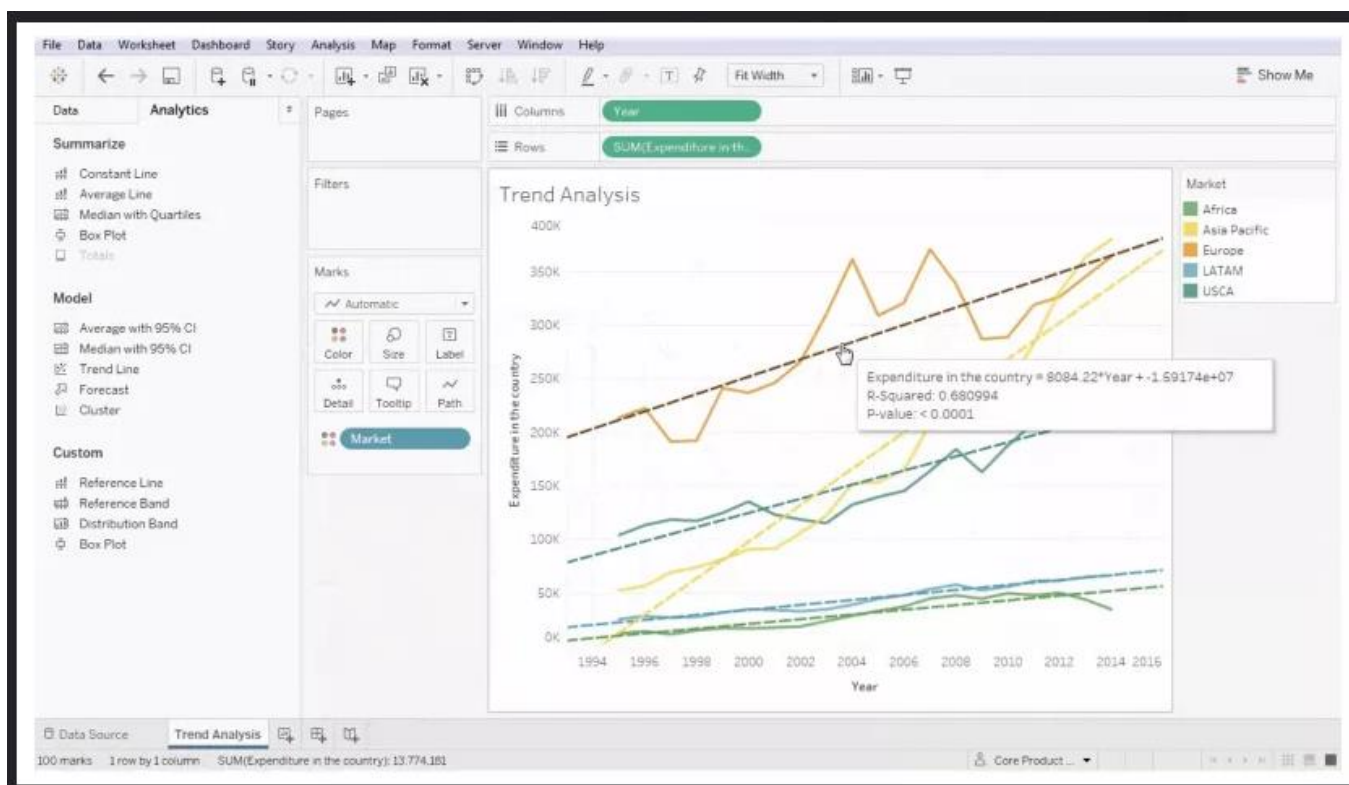 File Data Worksheet Dashboard Story Analysis Map Format Server Window Help
Fit Width
Show Me
Data Analytics
Summarize
Constant Line
Average Line
Median with Quartiles
Box Plot
Totals
Model
Average with 95% CI
Median with 95% CI
Trend Line
Forecast
Cluster
Custom
Reference Line
Reference Band
Distribution Band
Box Plot
Pages
Filters
Marks
Automatic
Color Size Label
Detail Tooltip Path
Market
Columns Year
Rows SUM(Expenditure in th..
Trend Analysis
400K
350K
300K
250K
200K
150K
100K
50K
0K
Expenditure in the country
1994 1996 1998 2000 2002 2004 2006 2008 2010 2012 2014 2016
Year
Expenditure in the country = 8084.22*Year + -1.59174e+07
R-Squared: 0.680994
P-value: < 0.0001
Market
Africa
Asia Pacific
Europe
LATAM
USCA
Data Source Trend Analysis
100 marks 1 row by 1 column SUM(Expenditure in the country): 13.774.181
Core Product ...